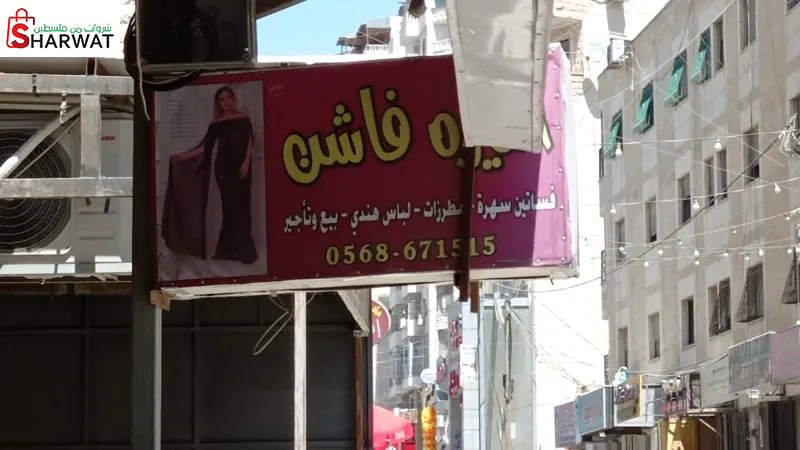 شروات من فلسطين
SHARWAT
فاشن
فساتين سهرة - مطرزات - لباس هندي - بيع وتأجير
0568-671515